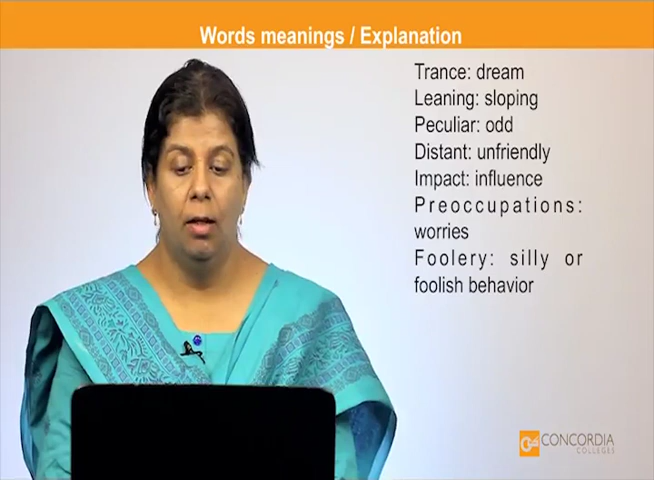 Words meanings / Explanation
Trance: dream
Leaning: sloping
Peculiar: odd
Distant: unfriendly
Impact: influence
Preoccupations:
worries
Foolery: silly or
foolish behavior
CONCORDIA
COLLEGES